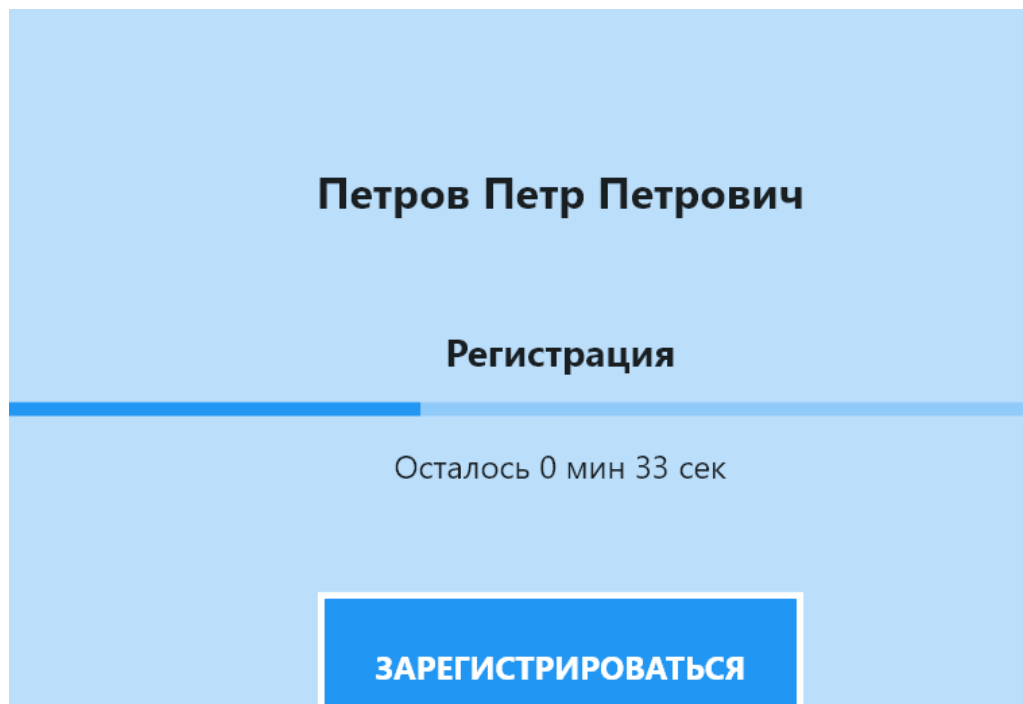 Петров Петр Петрович
Регистрация
Осталось 0 мин 33 сек
ЗАРЕГИСТРИРОВАТЬСЯ